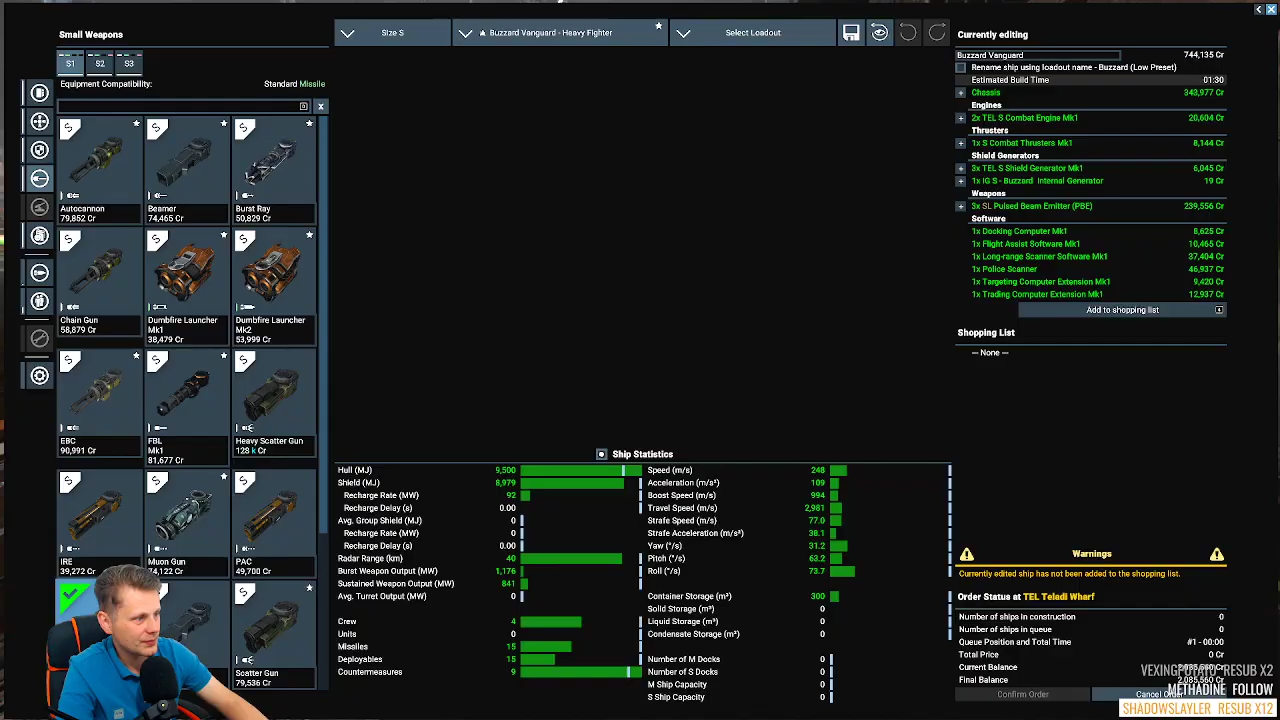 Small Weapons
S1 S2 S3
Equipment Compatibility: Standard Missile
Autocannon
79,852 Cr
Beamer
74,465 Cr
Burst Ray
50,829 Cr
Chain Gun
58,879 Cr
Dumbfire Launcher
Mk1
38,479 Cr
Dumbfire Launcher
Mk2
53,999 Cr
EBC
90,991 Cr
FBL
Mk1
81,677 Cr
Heavy Scatter Gun
128 k Cr
IRE
39,272 Cr
Muon Gun
74,122 Cr
PAC
49,700 Cr
Scatter Gun
79,536 Cr
Size S
Buzzard Vanguard - Heavy Fighter
Select Loadout
Ship Statistics
Hull (MJ) 9,500
Shield (MJ) 8,979
Recharge Rate (MW) 92
Recharge Delay (s) 0.00
Avg. Group Shield (MJ) 0
Recharge Rate (MW) 0
Recharge Delay (s) 0.00
Radar Range (km) 40
Burst Weapon Output (MW) 1,176
Sustained Weapon Output (MW) 841
Avg. Turret Output (MW) 0
Crew 4
Units 0
Missiles 15
Deployables 15
Countermeasures 9
Speed (m/s) 248
Acceleration (m/s²) 109
Boost Speed (m/s) 994
Travel Speed (m/s) 2,981
Strafe Speed (m/s) 77.0
Strafe Acceleration (m/s²) 38.1
Yaw (°/s) 31.2
Pitch (°/s) 63.2
Roll (°/s) 73.7
Container Storage (m³) 300
Solid Storage (m³) 0
Liquid Storage (m³) 0
Condensate Storage (m³) 0
Number of M Docks 0
Number of S Docks 0
M Ship Capacity 0
S Ship Capacity 0
Currently editing
Buzzard Vanguard 744,135 Cr
Rename ship using loadout name - Buzzard (Low Preset)
Estimated Build Time 01:30
Chassis 343,977 Cr
Engines
2x TEL S Combat Engine Mk1 20,604 Cr
Thrusters
1x S Combat Thrusters Mk1 8,144 Cr
Shield Generators
3x TEL S Shield Generator Mk1 6,045 Cr
1x IG S - Buzzard Internal Generator 19 Cr
Weapons
3x SL Pulsed Beam Emitter (PBE) 239,556 Cr
Software
1x Docking Computer Mk1 8,625 Cr
1x Flight Assist Software Mk1 10,465 Cr
1x Long-range Scanner Software Mk1 37,404 Cr
1x Police Scanner 46,937 Cr
1x Targeting Computer Extension Mk1 9,420 Cr
1x Trading Computer Extension Mk1 12,937 Cr
Add to shopping list
Shopping List
--- None ---
Warnings
Currently edited ship has not been added to the shopping list.
Order Status at TEL Teladi Wharf
Number of ships in construction 0
Number of ships in queue 0
Queue Position and Total Time #1 - 00:00
Total Price 0 Cr
Current Balance 2,085,560 Cr
Final Balance 2,085,560 Cr
Confirm Order
Cancel Order
VEXINGPOTATO RESUB X2
METHADINE FOLLOW
SHADOWSLAYLER RESUB X12